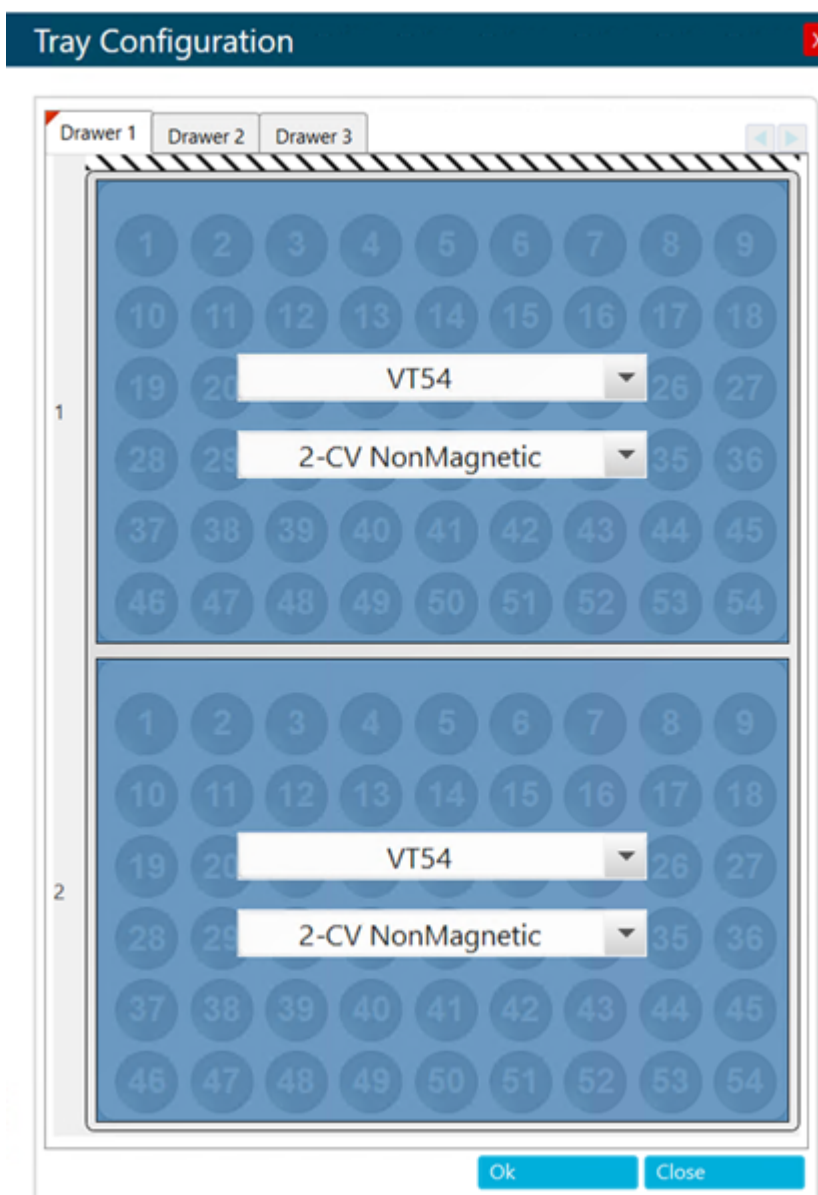 Tray Configuration
X
Drawer 1 Drawer 2 Drawer 3
1
1 2 3 4 5 6 7 8 9
10 11 12 13 14 15 16 17 18
19 20 26 27
VT54
28 29 35 36
2-CV NonMagnetic
37 38 39 40 41 42 43 44 45
46 47 48 49 50 51 52 53 54
2
1 2 3 4 5 6 7 8 9
10 11 12 13 14 15 16 17 18
19 20 26 27
VT54
28 29 35 36
2-CV NonMagnetic
37 38 39 40 41 42 43 44 45
46 47 48 49 50 51 52 53 54
Ok Close